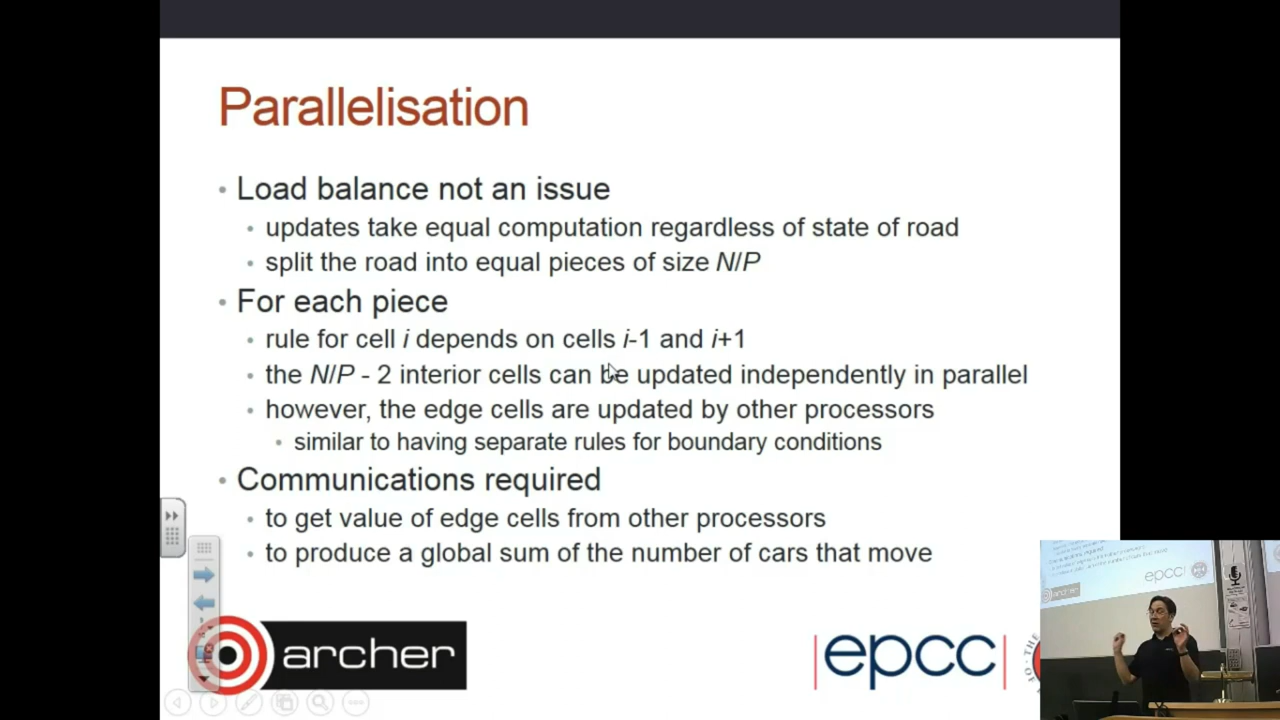 Parallelisation
• Load balance not an issue
• updates take equal computation regardless of state of road
• split the road into equal pieces of size N/P
• For each piece
• rule for cell i depends on cells i-1 and i+1
• the N/P - 2 interior cells can be updated independently in parallel
• however, the edge cells are updated by other processors
• similar to having separate rules for boundary conditions
• Communications required
• to get value of edge cells from other processors
• to produce a global sum of the number of cars that move
archer
epcc
epcc
archer